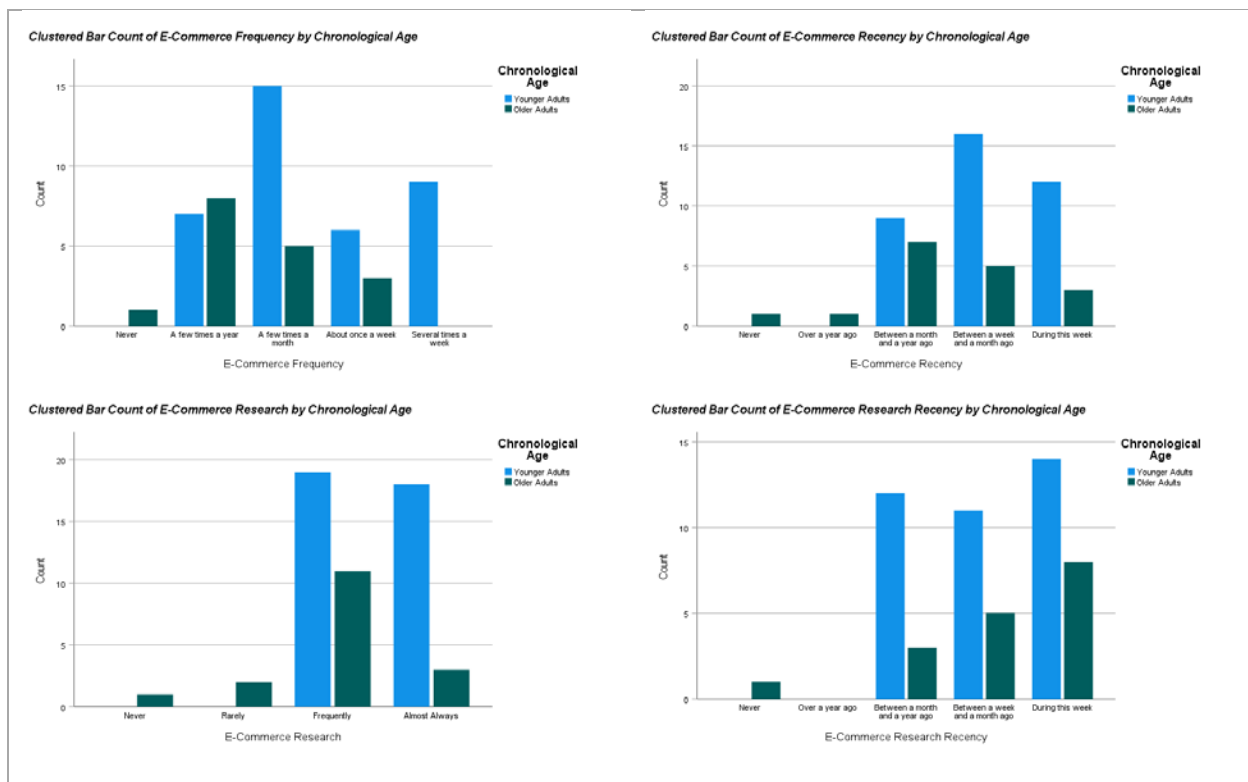 Clustered Bar Count of E-Commerce Frequency by Chronological Age
Chronological
Age
Younger Adults
Older Adults
15
10
5
0
Count
Never
A few times a year
A few times a
month
About once a week
Several times a
week
E-Commerce Frequency
Clustered Bar Count of E-Commerce Recency by Chronological Age
Chronological
Age
Younger Adults
Older Adults
20
15
10
5
0
Count
Never
Over a year ago
Between a month
and a year ago
Between a week
and a month ago
During this week
E-Commerce Recency
Clustered Bar Count of E-Commerce Research by Chronological Age
Chronological
Age
Younger Adults
Older Adults
20
15
10
5
0
Count
Never
Rarely
Frequently
Almost Always
E-Commerce Research
Clustered Bar Count of E-Commerce Research Recency by Chronological Age
Chronological
Age
Younger Adults
Older Adults
15
10
5
0
Count
Never
Over a year ago
Between a month
and a year ago
Between a week
and a month ago
During this week
E-Commerce Research Recency